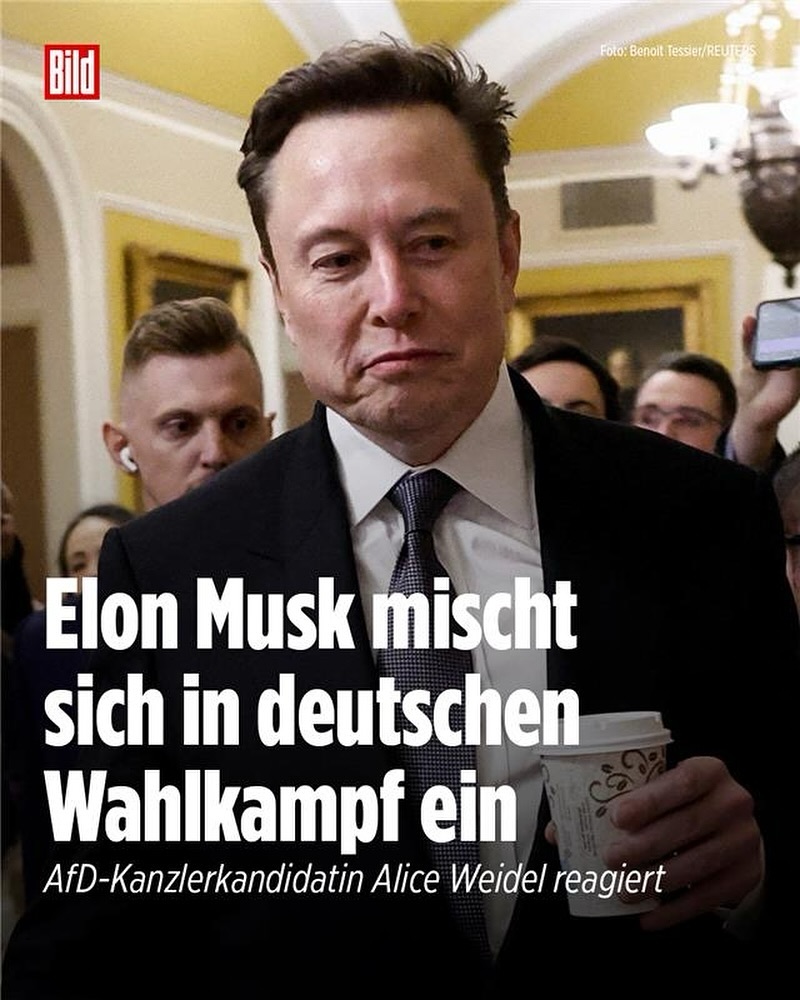 Bild
Foto: Benoit Tessier/REUTERS
Elon Musk mischt
sich in deutschen
Wahlkampf ein
AfD-Kanzlerkandidatin Alice Weidel reagiert